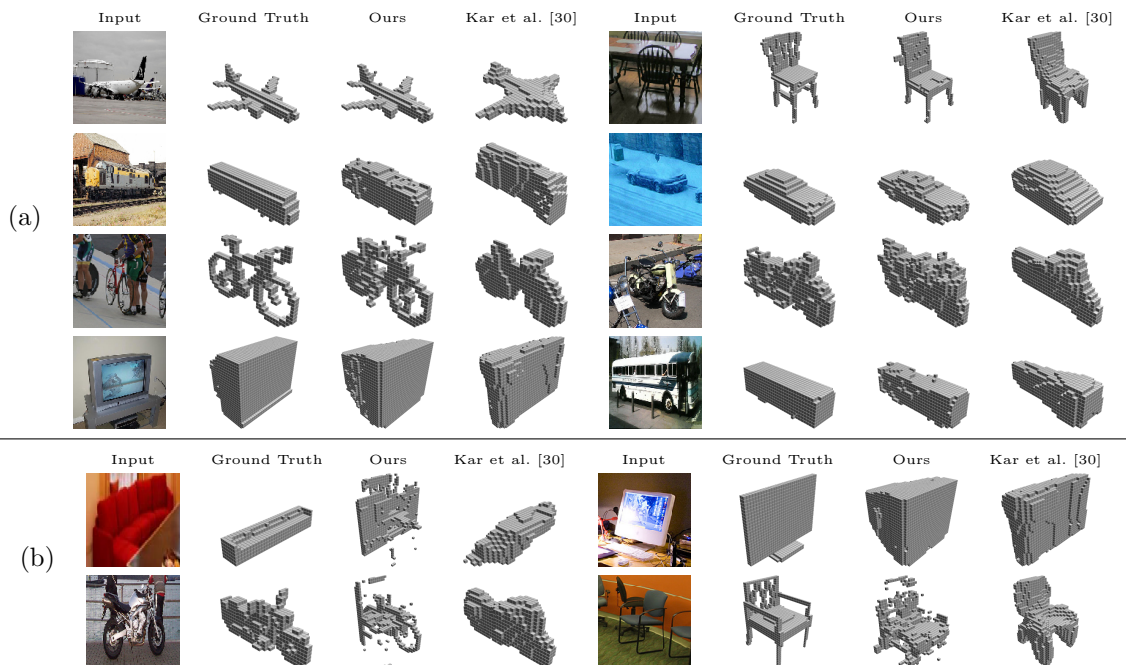 Input Ground Truth Ours Kar et al. [30] Input Ground Truth Ours Kar et al. [30]
(a)
Input Ground Truth Ours Kar et al. [30] Input Ground Truth Ours Kar et al. [30]
(b)